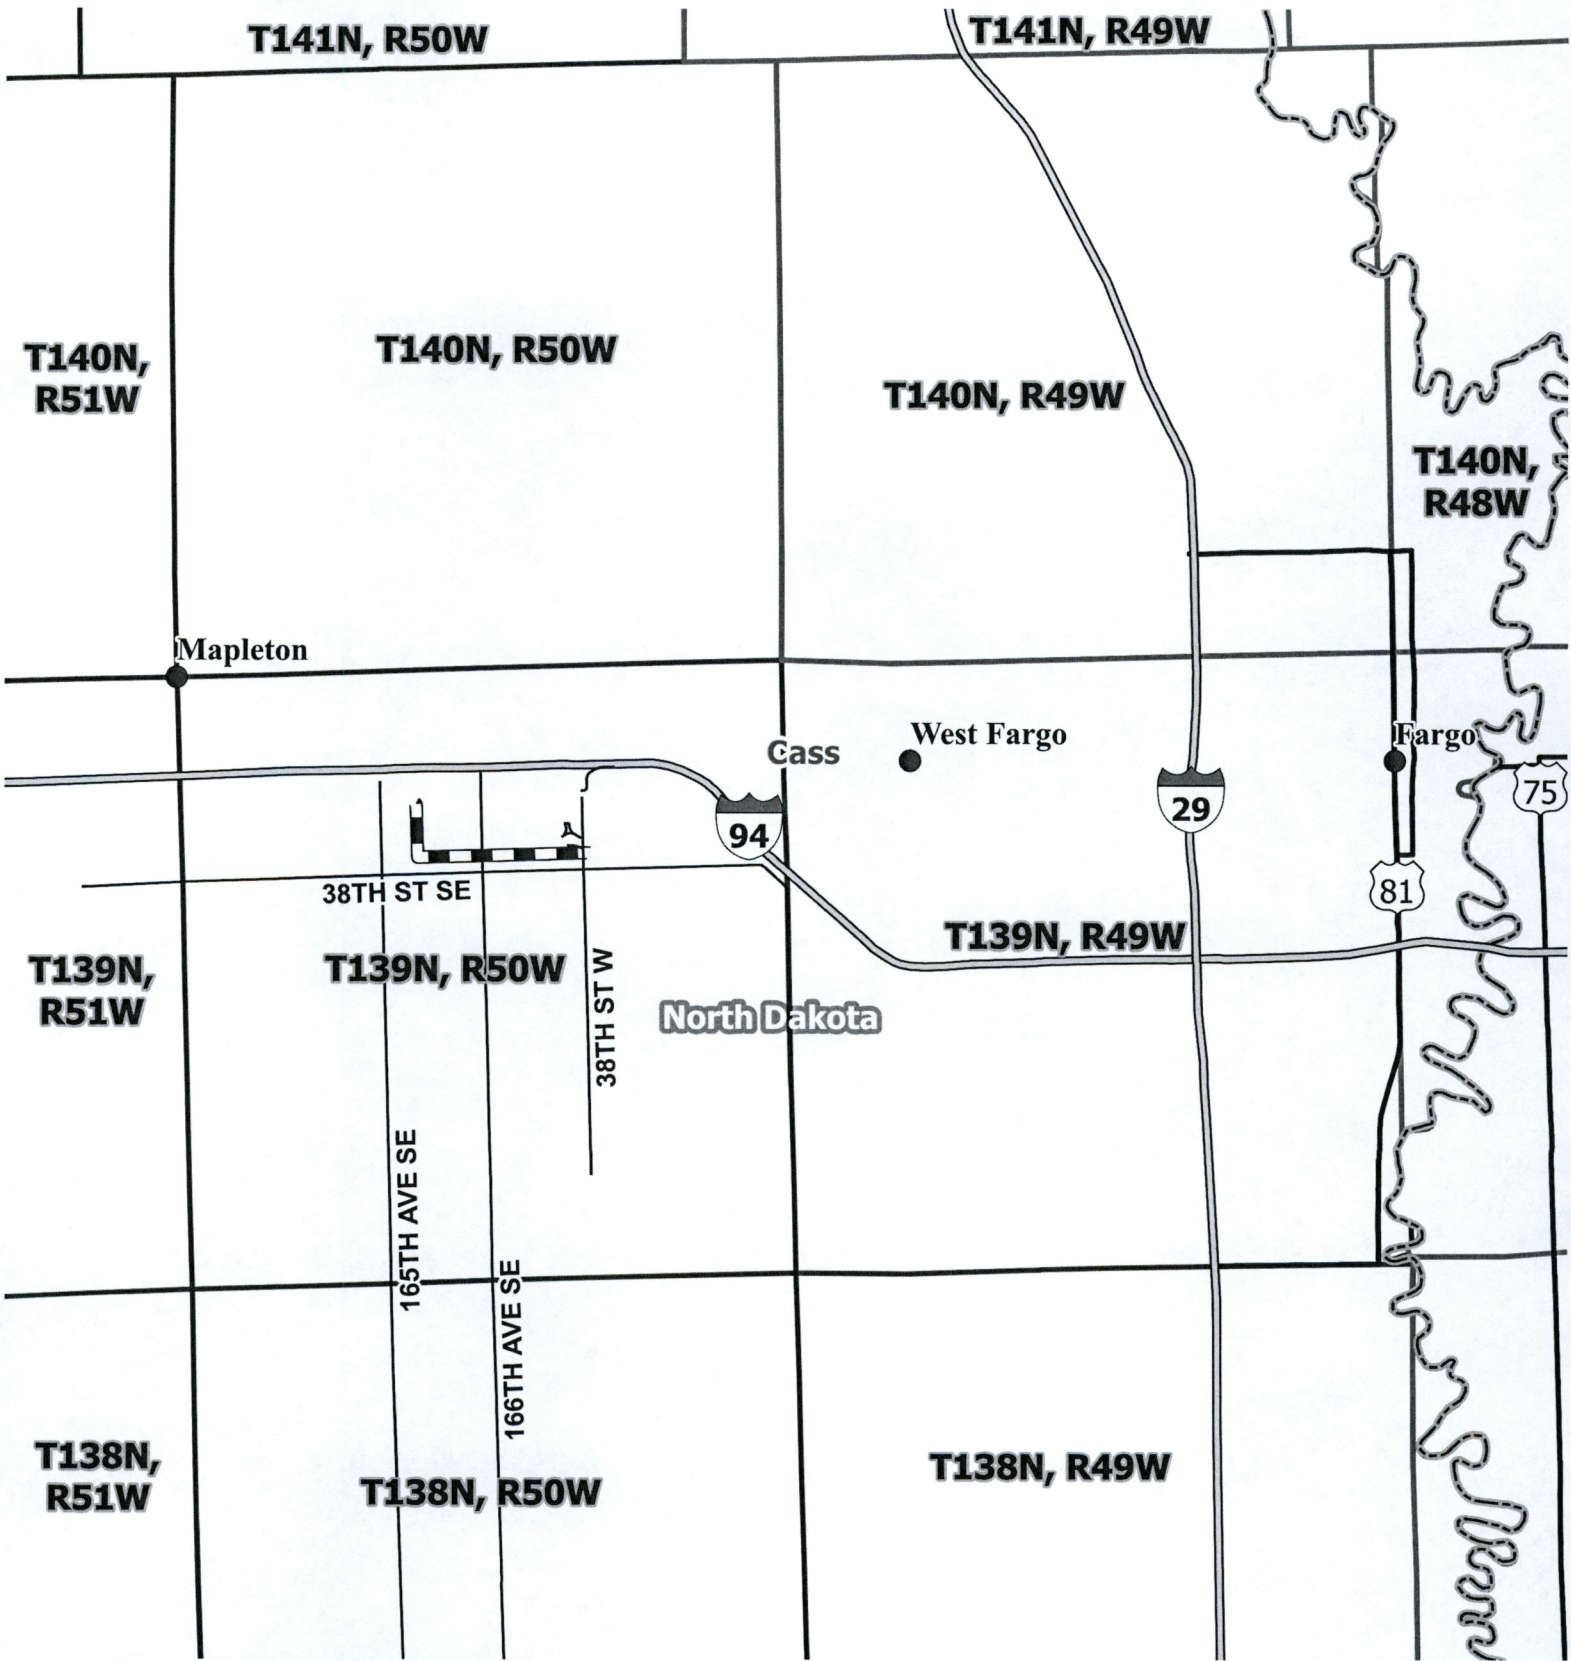 T141N, R50W
T141N, R49W
T140N,
R51W
T140N, R50W
T140N, R49W
T140N,
R48W
Mapleton
Cass
West Fargo
Fargo
94
29
75
81
38TH ST SE
T139N,
R51W
T139N, R50W
T139N, R49W
38TH ST W
North Dakota
165TH AVE SE
166TH AVE SE
T138N,
R51W
T138N, R50W
T138N, R49W